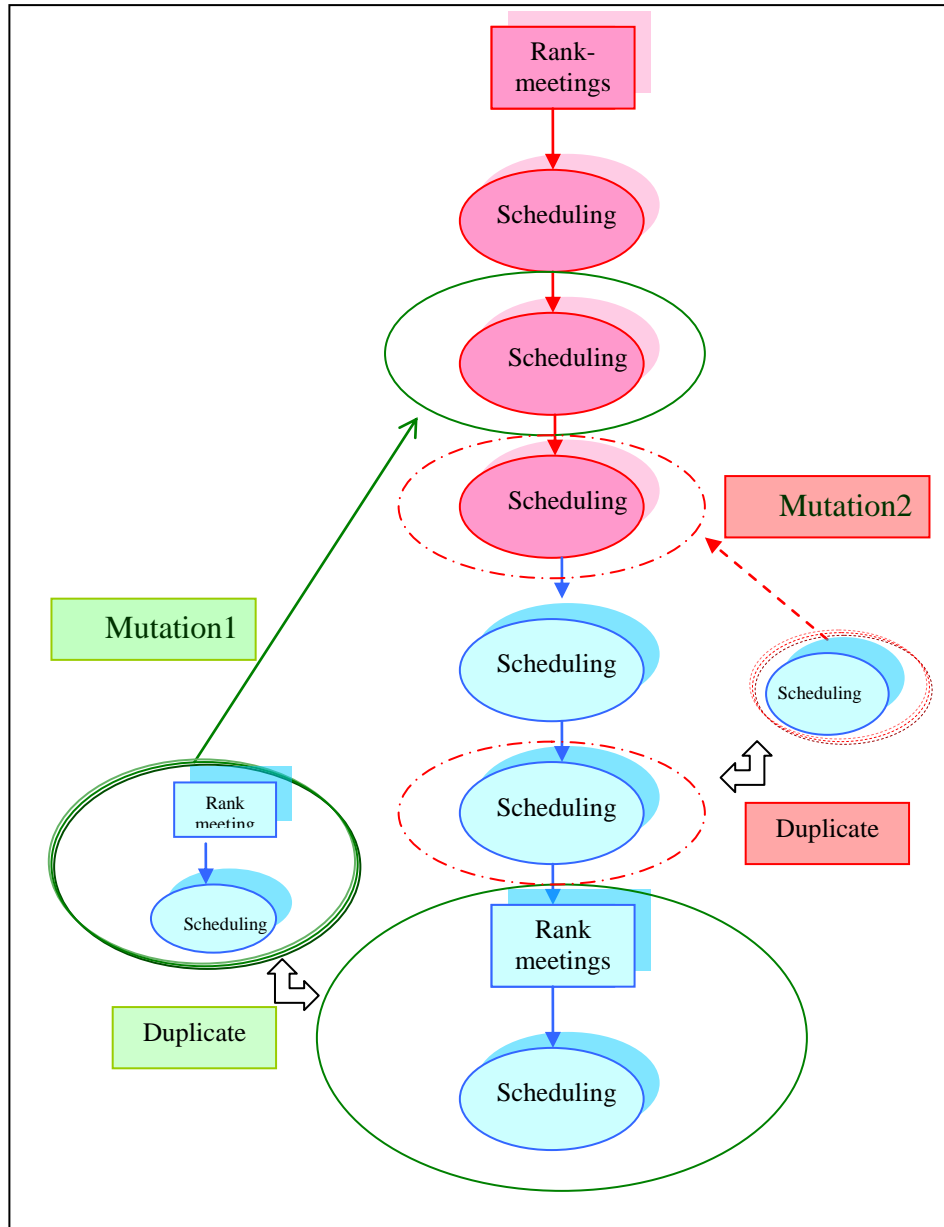 Rank-
meetings
Scheduling
Scheduling
Scheduling
Mutation2
Mutation1
Scheduling
Scheduling
Scheduling
Duplicate
Rank
meeting
Scheduling
Rank
meetings
Duplicate
Scheduling